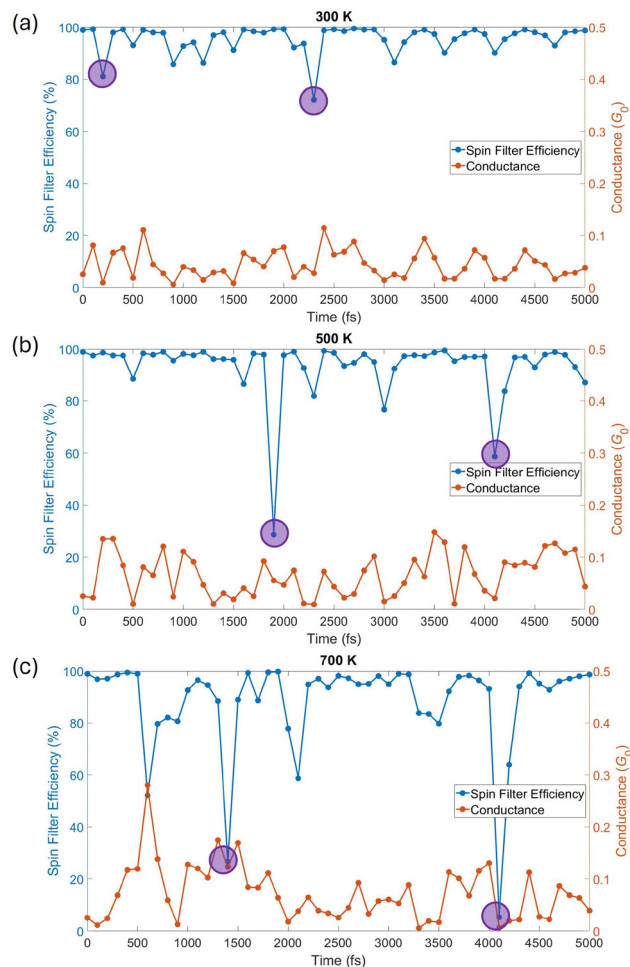 (a)
300 K
100
80
60
40
20
0
Spin Filter Efficiency (%)
0.5
0.4
0.3
0.2
0.1
0
Conductance (G0)
Spin Filter Efficiency
Conductance
0 500 1000 1500 2000 2500 3000 3500 4000 4500 5000
Time (fs)
(b)
500 K
100
80
60
40
20
0
Spin Filter Efficiency (%)
0.5
0.4
0.3
0.2
0.1
0
Conductance (G0)
Spin Filter Efficiency
Conductance
0 500 1000 1500 2000 2500 3000 3500 4000 4500 5000
Time (fs)
(c)
700 K
100
80
60
40
20
0
Spin Filter Efficiency (%)
0.5
0.4
0.3
0.2
0.1
0
Conductance (G0)
Spin Filter Efficiency
Conductance
0 500 1000 1500 2000 2500 3000 3500 4000 4500 5000
Time (fs)